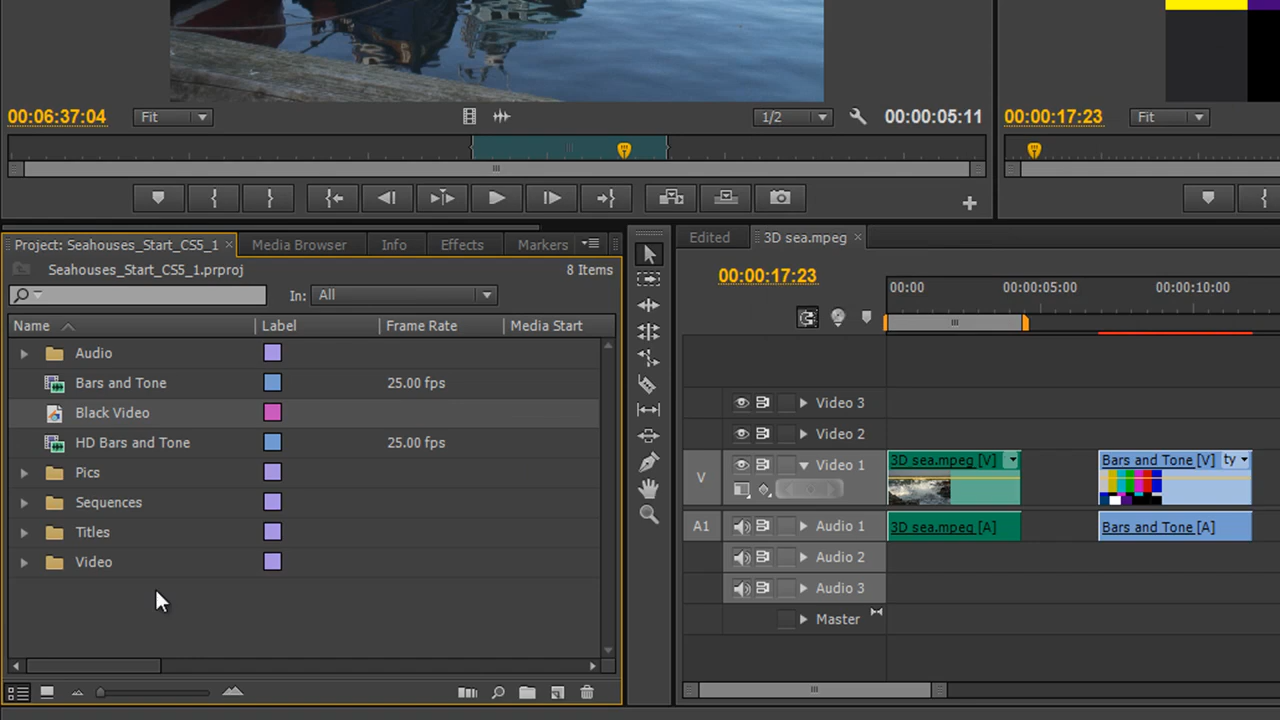 00:06:37:04
Fit
1/2
00:00:05:11
00:00:17:23
Fit
Project: Seahouses_Start_CS5_1
Media Browser
Info
Effects
Markers
Seahouses_Start_CS5_1.prproj
8 Items
In: All
Name
Label
Frame Rate
Media Start
Audio
Bars and Tone
25.00 fps
Black Video
HD Bars and Tone
25.00 fps
Pics
Sequences
Titles
Video
Edited
3D sea.mpeg
00:00:17:23
00:00
00:00:05:00
00:00:10:00
Video 3
Video 2
V
Video 1
3D sea.mpeg [V]
Bars and Tone [V]
ty
A1
Audio 1
3D sea.mpeg [A]
Bars and Tone [A]
Audio 2
Audio 3
Master